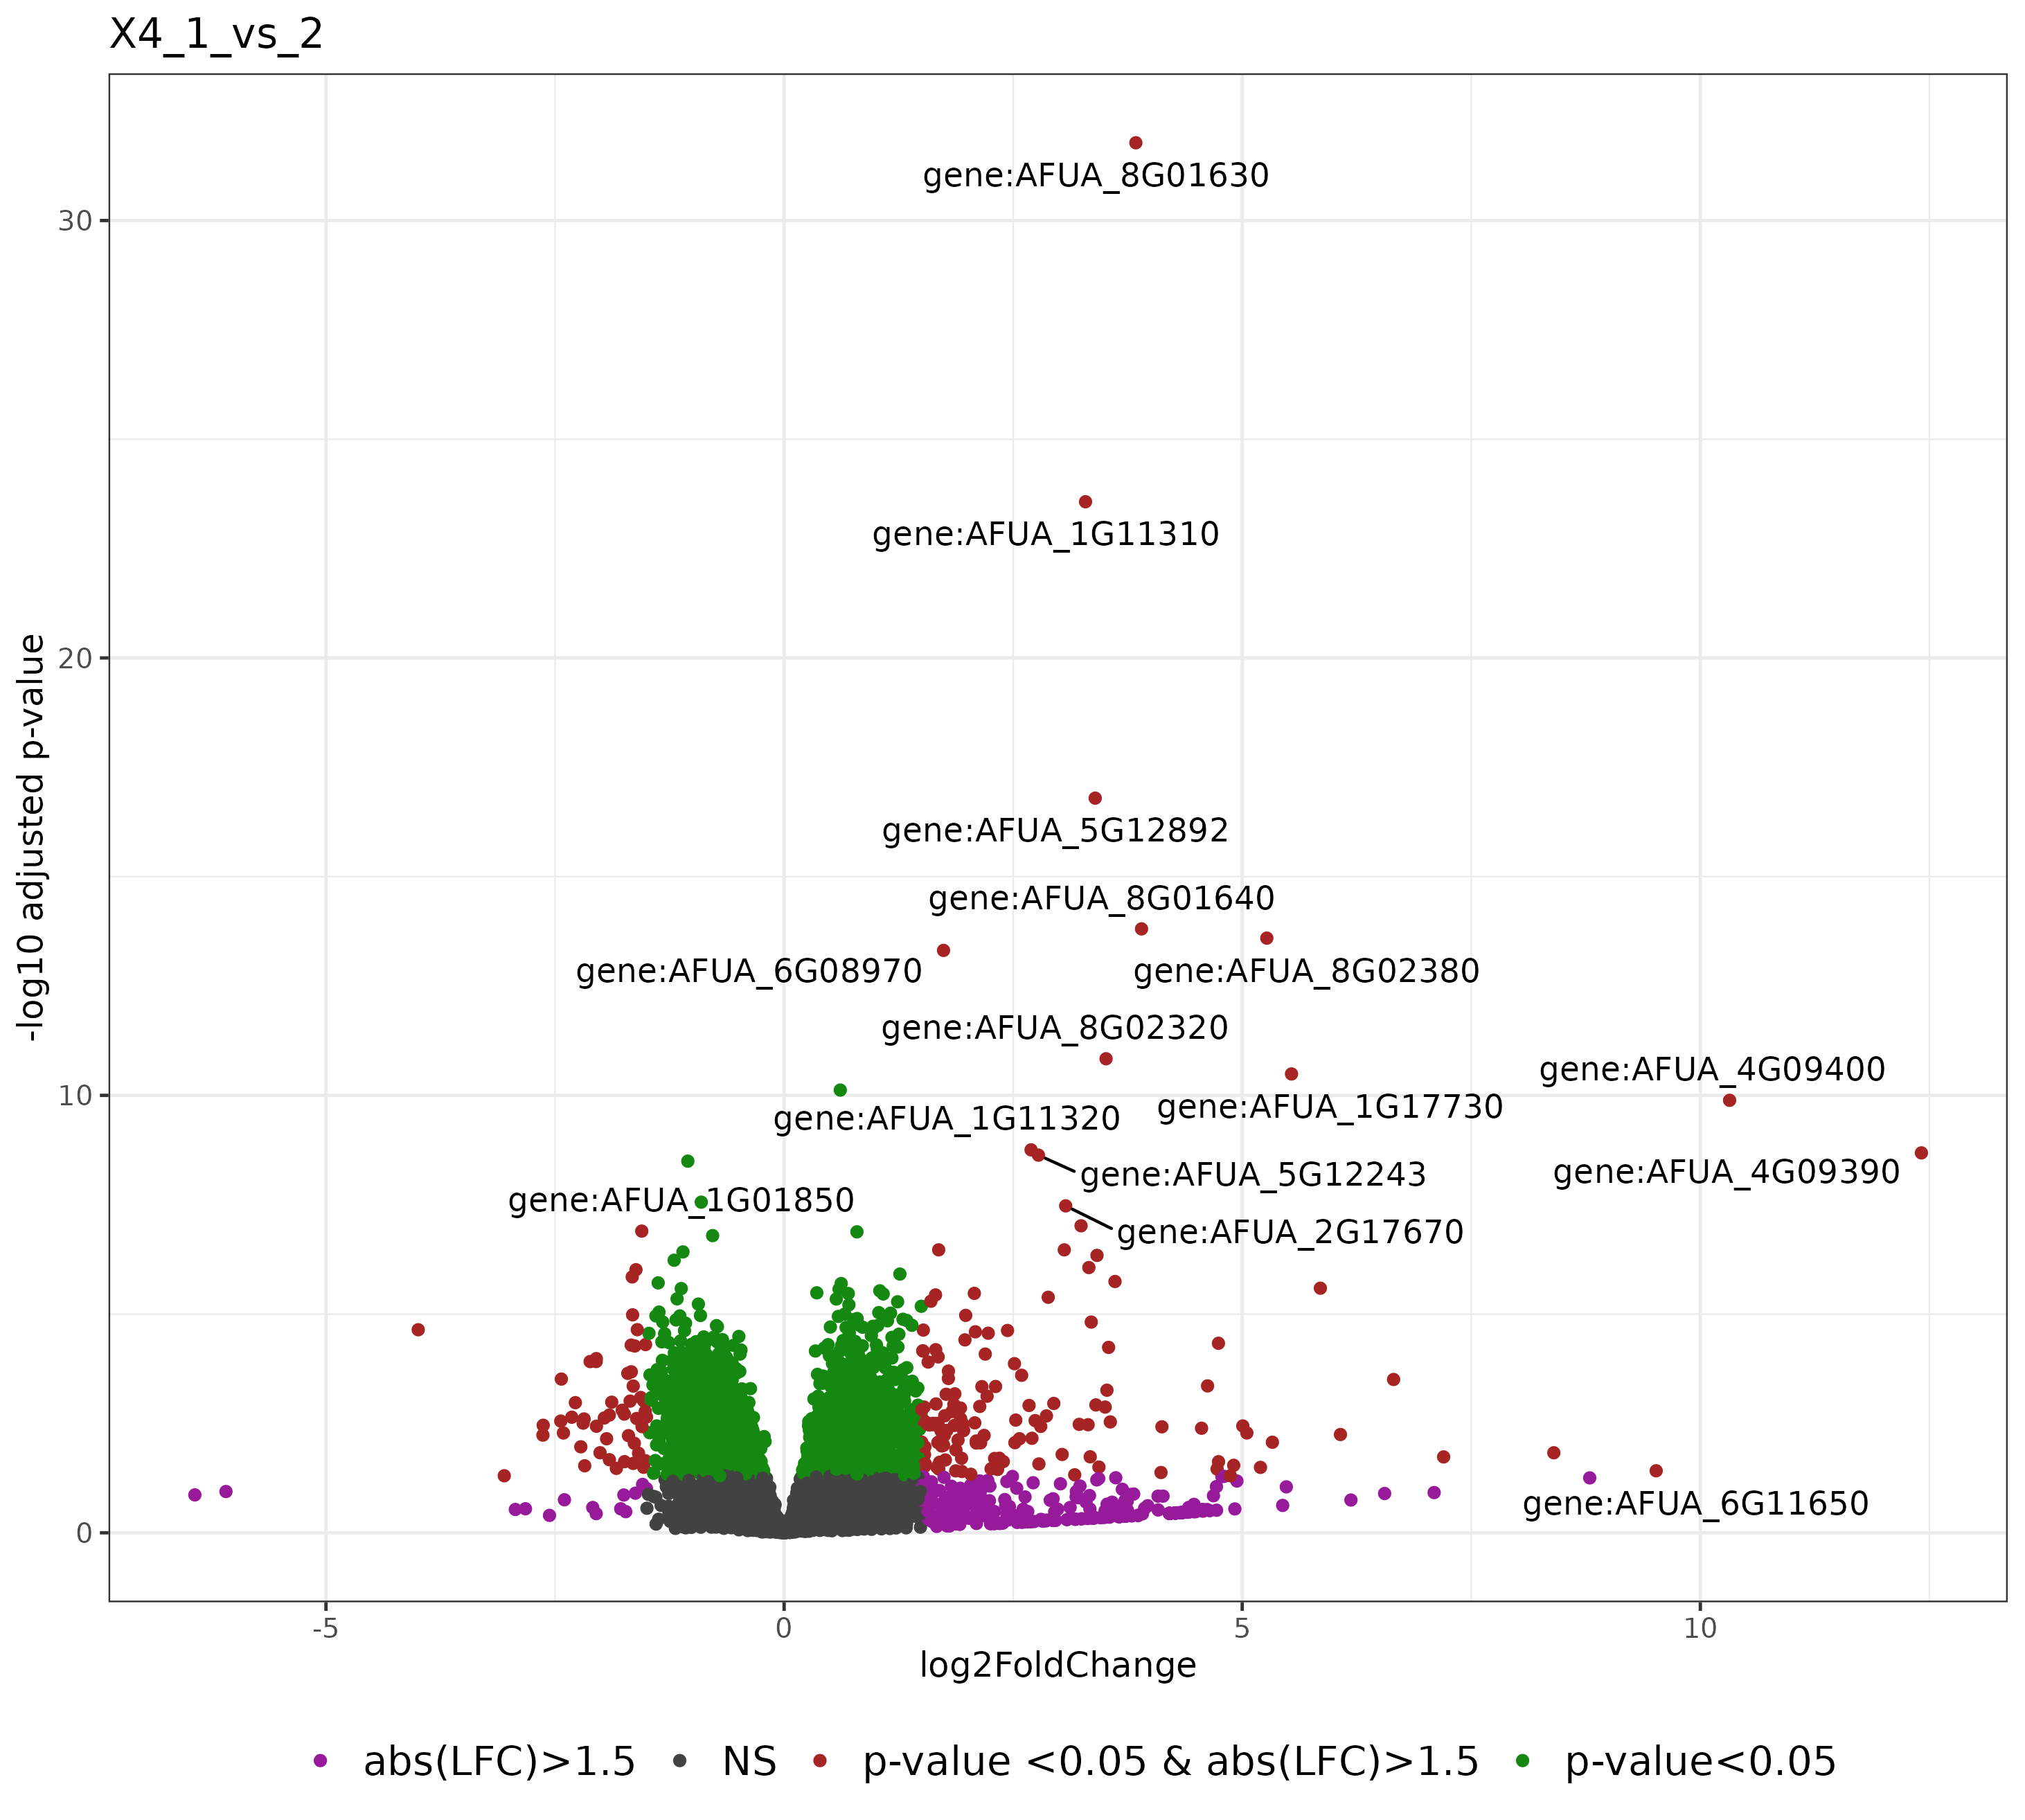 X4_1_vs_2
gene:AFUA_8G01630
30
gene:AFUA_1G11310
20
-log10 adjusted p-value
gene:AFUA_5G12892
gene:AFUA_8G01640
gene:AFUA_6G08970
gene:AFUA_8G02380
gene:AFUA_8G02320
gene:AFUA_4G09400
10
gene:AFUA_1G17730
gene:AFUA_1G11320
gene:AFUA_5G12243
gene:AFUA_4G09390
gene:AFUA_1G01850
gene:AFUA_2G17670
gene:AFUA_6G11650
0
-5 0 5 10
log2FoldChange
abs(LFC)>1.5 NS p-value <0.05 & abs(LFC)>1.5 p-value<0.05